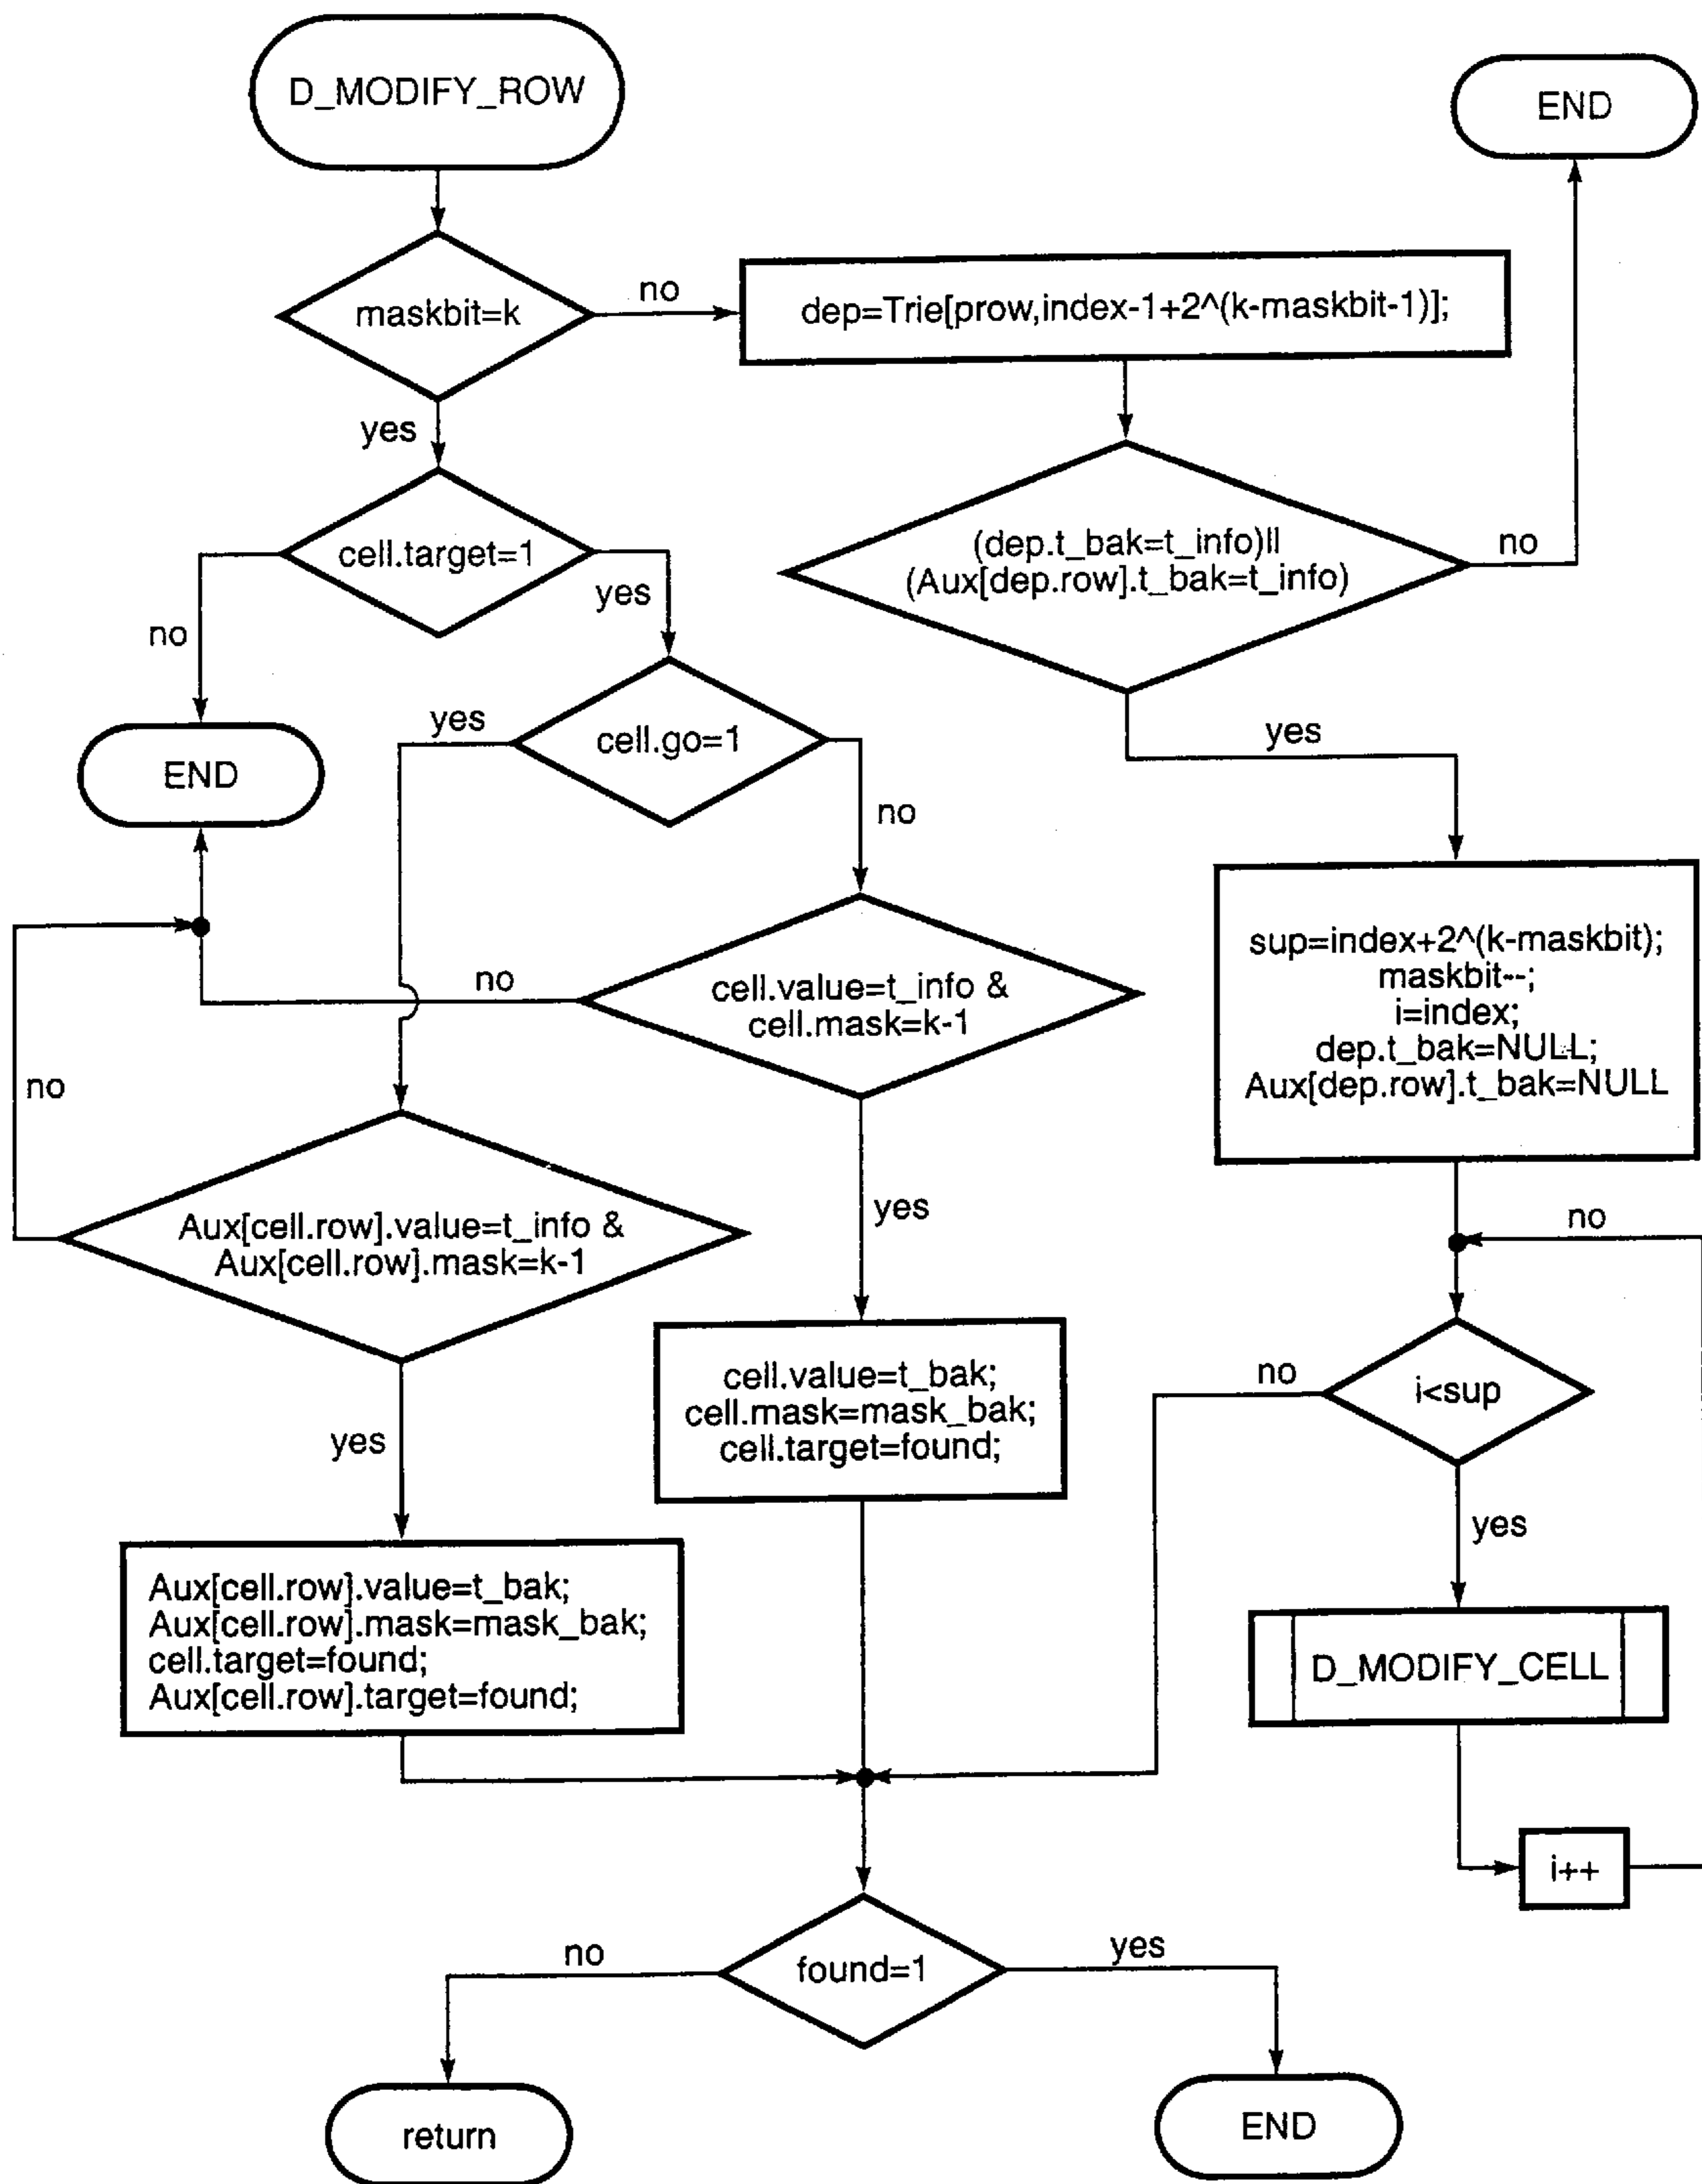 D_MODIFY_ROW
END
maskbit=k
no
dep=Trie[prow,index-1+2^(k-maskbit-1)];
yes
cell.target=1
yes
no
(dep.t_bak=t_info)||
(Aux[dep.row].t_bak=t_info)
no
END
yes
cell.go=1
no
yes
sup=index+2^(k-maskbit);
maskbit--;
i=index;
dep.t_bak=NULL;
Aux[dep.row].t_bak=NULL
no
cell.value=t_info &
cell.mask=k-1
no
Aux[cell.row].value=t_info &
Aux[cell.row].mask=k-1
yes
no
cell.value=t_bak;
cell.mask=mask_bak;
cell.target=found;
no
i<sup
yes
yes
Aux[cell.row].value=t_bak;
Aux[cell.row].mask=mask_bak;
cell.target=found;
Aux[cell.row].target=found;
D_MODIFY_CELL
i++
no
found=1
yes
return
END